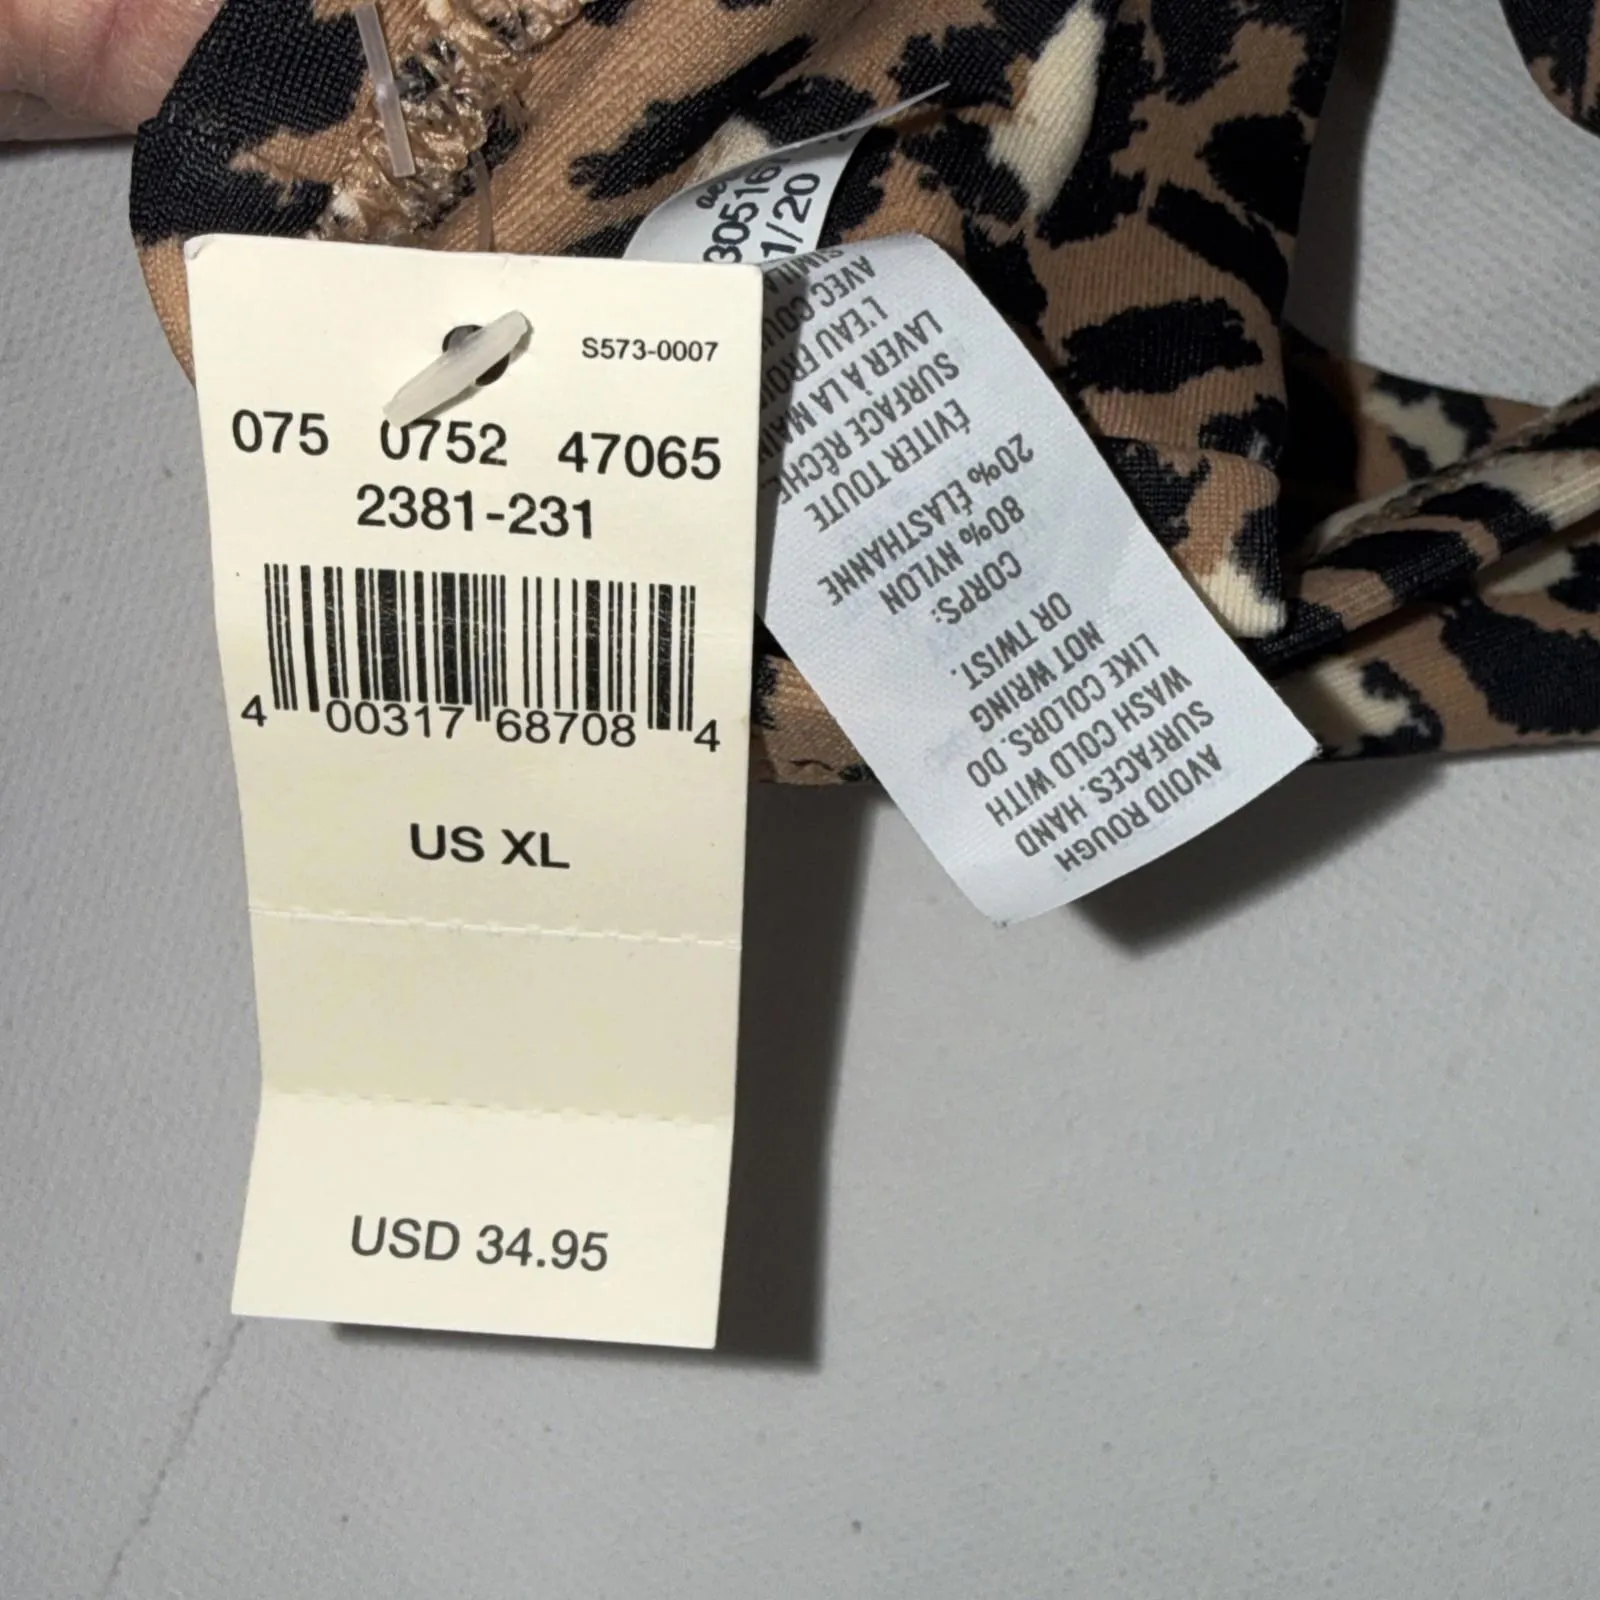 S573-0007
075 0752 47065
2381-231
4 00317 68708 4
US XL
USD 34.95
1/20
AVOID ROUGH
SURFACES. HAND
WASH COLD WITH
LIKE COLORS. DO
NOT WRING
OR TWIST.
CORPS:
80% NYLON
20% ÉLASTHANNE
ÉVITER TOUTE
SURFACE RÊCHE.
LAVER À LA MAIN
L'EAU
AVEC